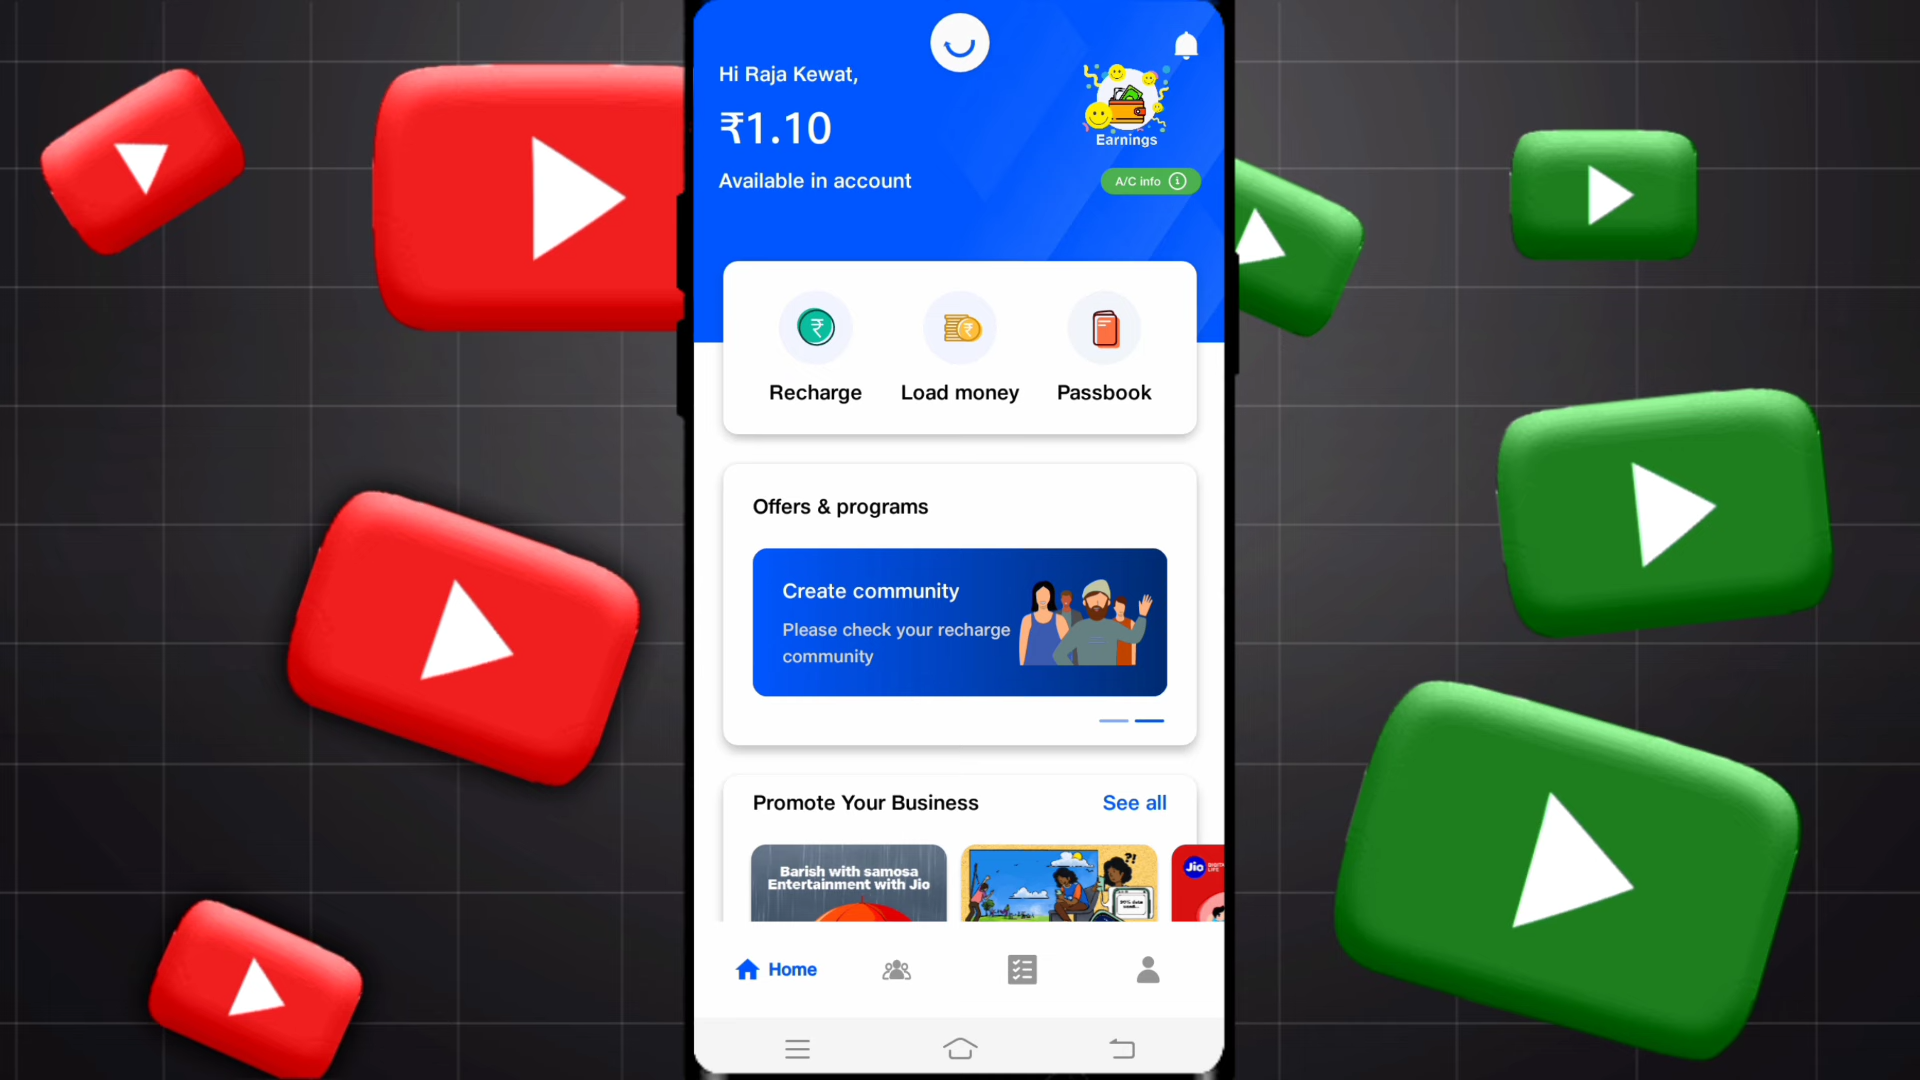 Hi Raja Kewat,
₹1.10
Earnings
Available in account
A/C info
Recharge
Load money
Passbook
Offers & programs
Create community
Please check your recharge
community
Promote Your Business
See all
Barish with samosa
Entertainment with Jio
?!
Jio
Home